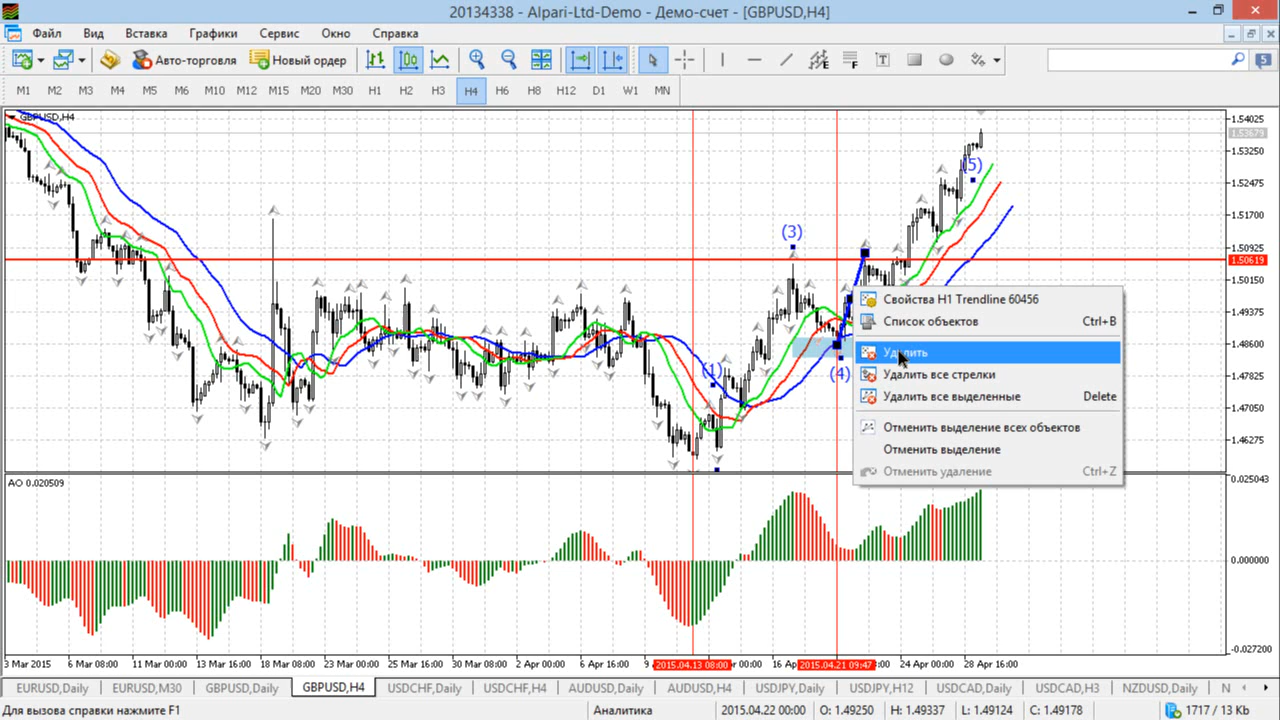 20134338 - Alpari-Ltd-Demo - Демо-счет - [GBPUSD,H4]
Файл Вид Вставка Графики Сервис Окно Справка
Авто-торговля Новый ордер
M1 M2 M3 M4 M5 M6 M10 M12 M15 M20 M30 H1 H2 H3 H4 H6 H8 H12 D1 W1 MN
GBPUSD,H4
1.54025
1.53679
1.53250
1.52475
1.51700
1.50925
1.50619
1.50150
1.49375
1.48600
1.47825
1.47050
1.46275
(1)
(3)
(4)
(5)
Свойства H1 Trendline 60456
Список объектов Ctrl+B
Удалить
Удалить все стрелки
Удалить все выделенные Delete
Отменить выделение всех объектов
Отменить выделение
Отменить удаление Ctrl+Z
AO 0.020509
0.025043
0.000000
-0.027200
3 Mar 2015 6 Mar 08:00 11 Mar 00:00 13 Mar 16:00 18 Mar 08:00 23 Mar 00:00 25 Mar 16:00 30 Mar 08:00 2 Apr 00:00 6 Apr 16:00 9 2015.04.13 08:00 00:00 16 Ap 2015.04.21 09:47 :00 24 Apr 00:00 28 Apr 16:00
EURUSD,Daily EURUSD,M30 GBPUSD,Daily GBPUSD,H4 USDCHF,Daily USDCHF,H4 AUDUSD,Daily AUDUSD,H4 USDJPY,Daily USDJPY,H12 USDCAD,Daily USDCAD,H3 NZDUSD,Daily N
Для вызова справки нажмите F1 Аналитика 2015.04.22 00:00 O: 1.49250 H: 1.49337 L: 1.49124 C: 1.49178 1717 / 13 Kb